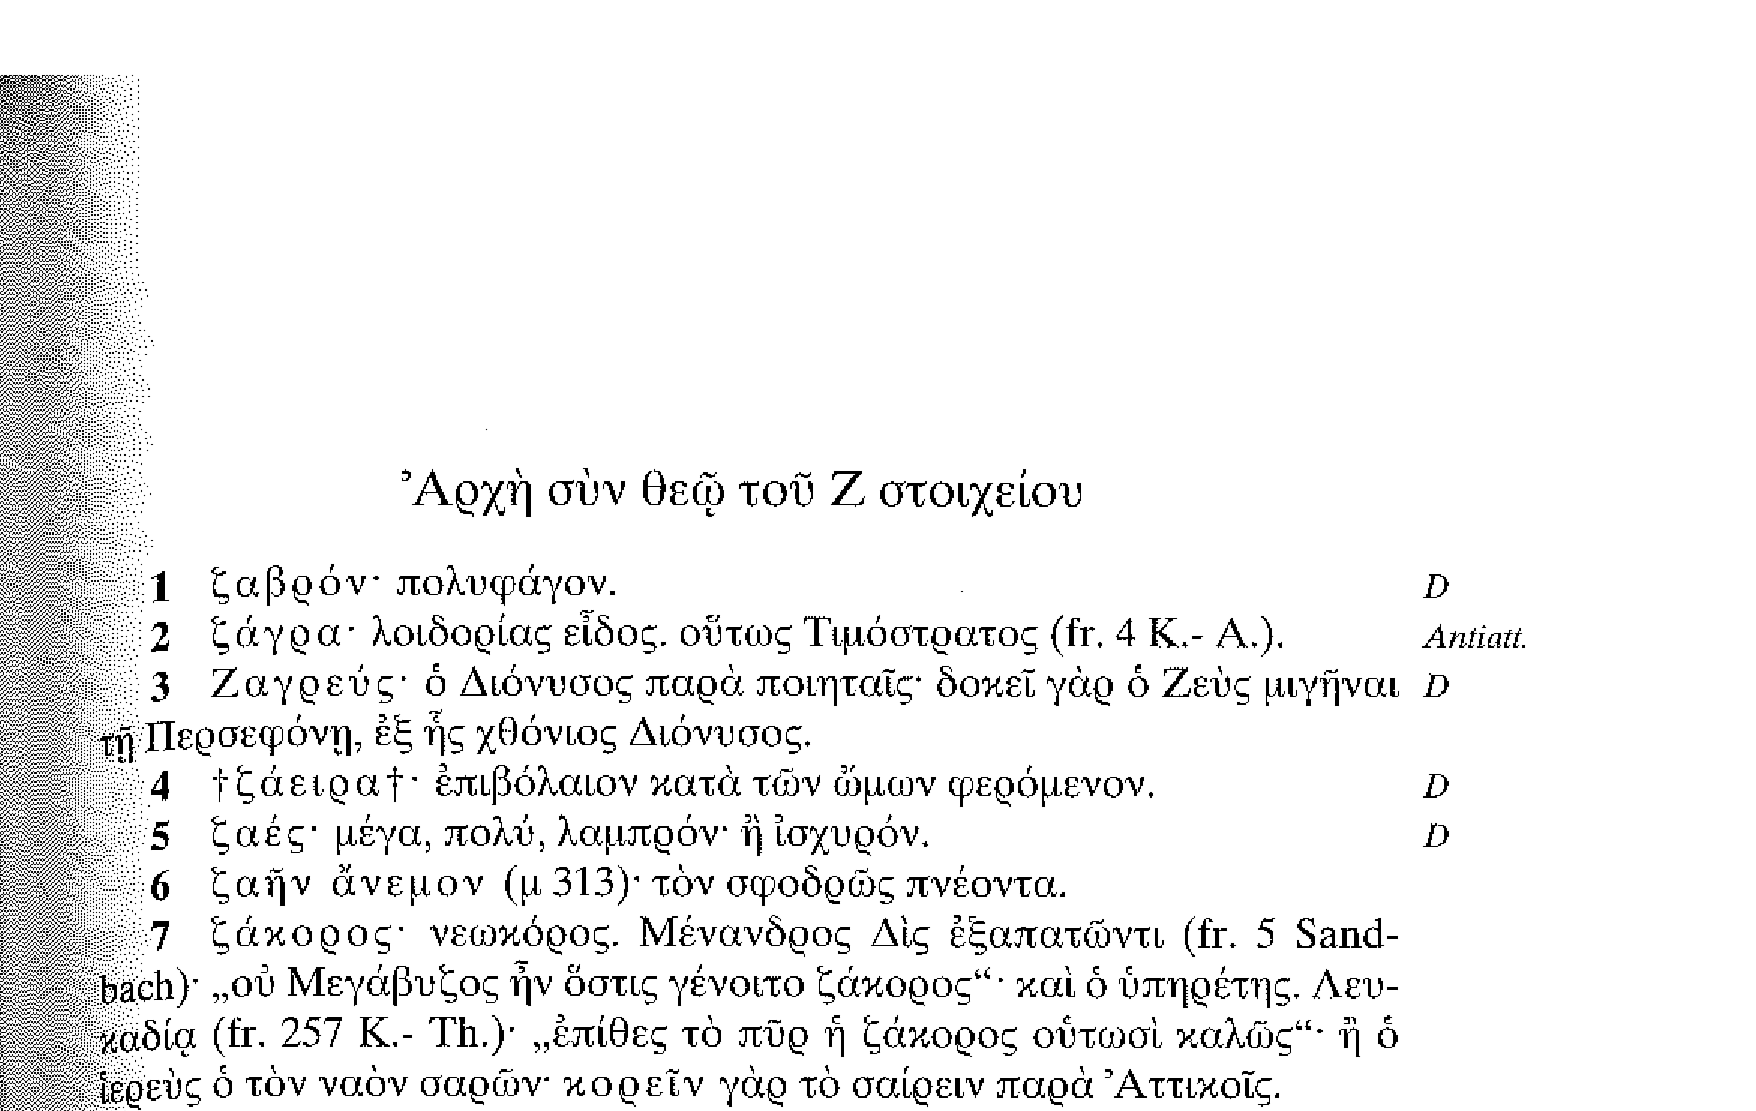 Ἀρχὴ σὺν θεῷ τοῦ Ζ στοιχείου
1 ζαβρόν· πολυφάγον. D
2 ζάγρα· λοιδορίας εἶδος. οὕτως Τιμόστρατος (fr. 4 K.- A.). Antiatt.
3 Ζαγρεύς· ὁ Διόνυσος παρὰ ποιηταῖς· δοκεῖ γὰρ ὁ Ζεὺς μιγῆναι D
τῇ Περσεφόνῃ, ἐξ ἧς χθόνιος Διόνυσος.
4 †ζάειρα†· ἐπιβόλαιον κατὰ τῶν ὤμων φερόμενον. D
5 ζαές· μέγα, πολύ, λαμπρόν· ἢ ἰσχυρόν. D
6 ζαῆν ἄνεμον (μ 313)· τὸν σφοδρῶς πνέοντα.
7 ζάκορος· νεωκόρος. Μένανδρος Δὶς ἐξαπατῶντι (fr. 5 Sand-
bach)· „οὐ Μεγάβυζος ἦν ὅστις γένοιτο ζάκορος“· καὶ ὁ ὑπηρέτης. Λευ-
καδίᾳ (fr. 257 K.- Th.)· „ἐπίθες τὸ πῦρ ἡ ζάκορος οὑτωσὶ καλῶς“· ἢ ὁ
ἱερεὺς ὁ τὸν ναὸν σαρῶν· κορεῖν γὰρ τὸ σαίρειν παρὰ Ἀττικοῖς.